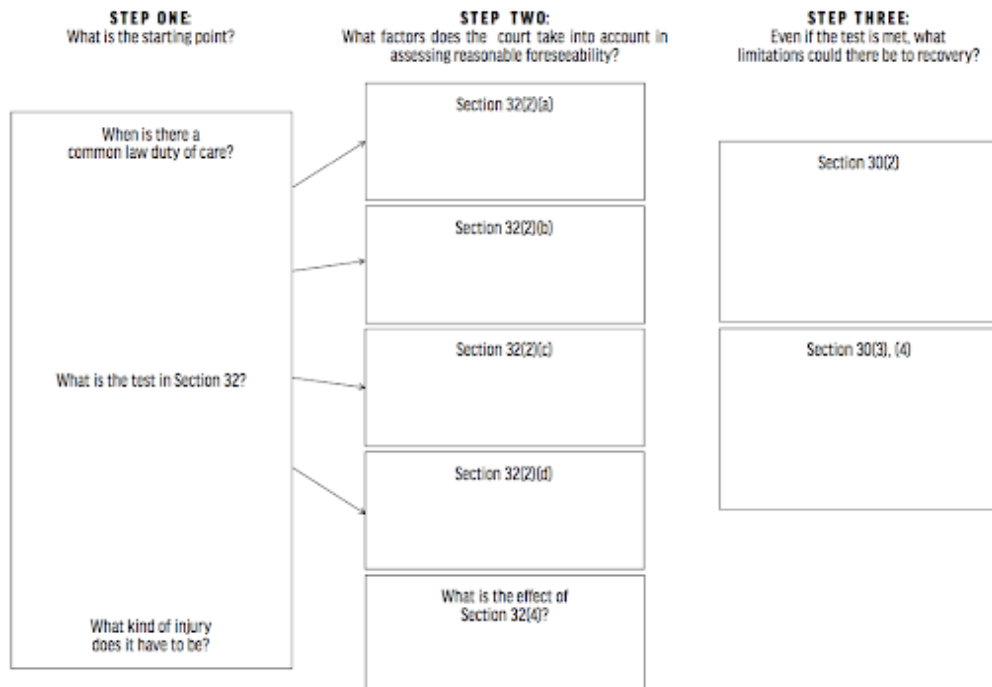 STEP ONE:
What is the starting point?
When is there a
common law duty of care?
What is the test in Section 32?
What kind of injury
does it have to be?
STEP TWO:
What factors does the court take into account in
assessing reasonable foreseeability?
Section 32(2)(a)
Section 32(2)(b)
Section 32(2)(c)
Section 32(2)(d)
What is the effect of
Section 32(4)?
STEP THREE:
Even if the test is met, what
limitations could there be to recovery?
Section 30(2)
Section 30(3), (4)